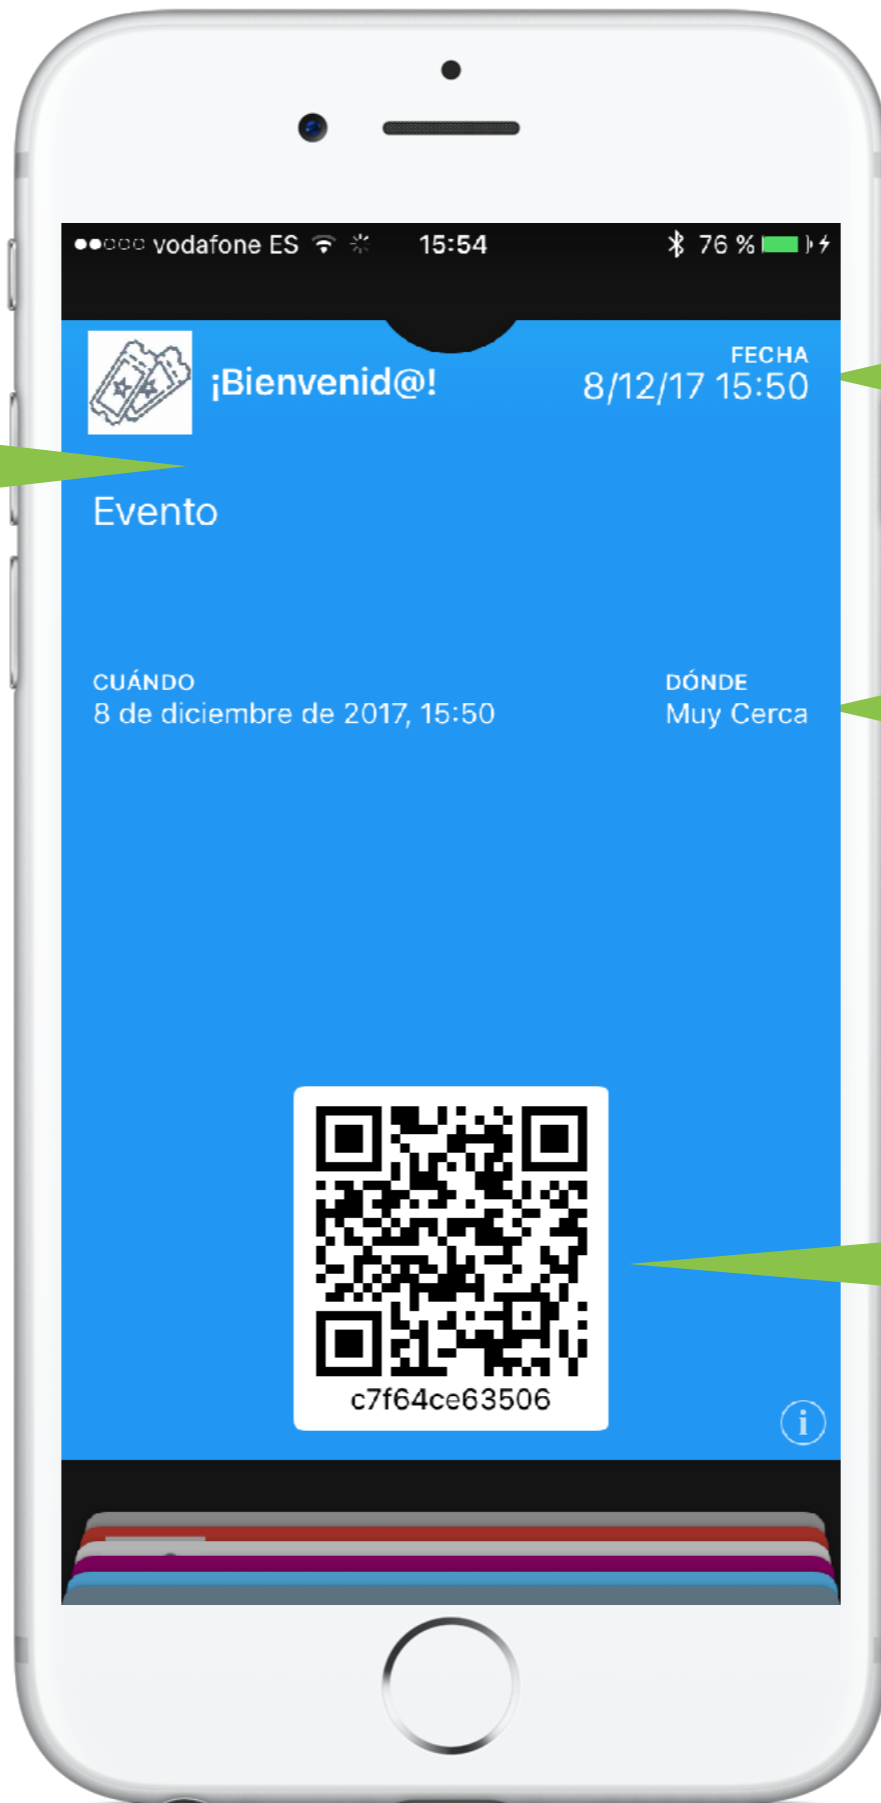 vodafone ES 15:54 76 %
¡Bienvenid@!
FECHA
8/12/17 15:50
Evento
CUÁNDO
8 de diciembre de 2017, 15:50
DÓNDE
Muy Cerca
c7f64ce63506
i